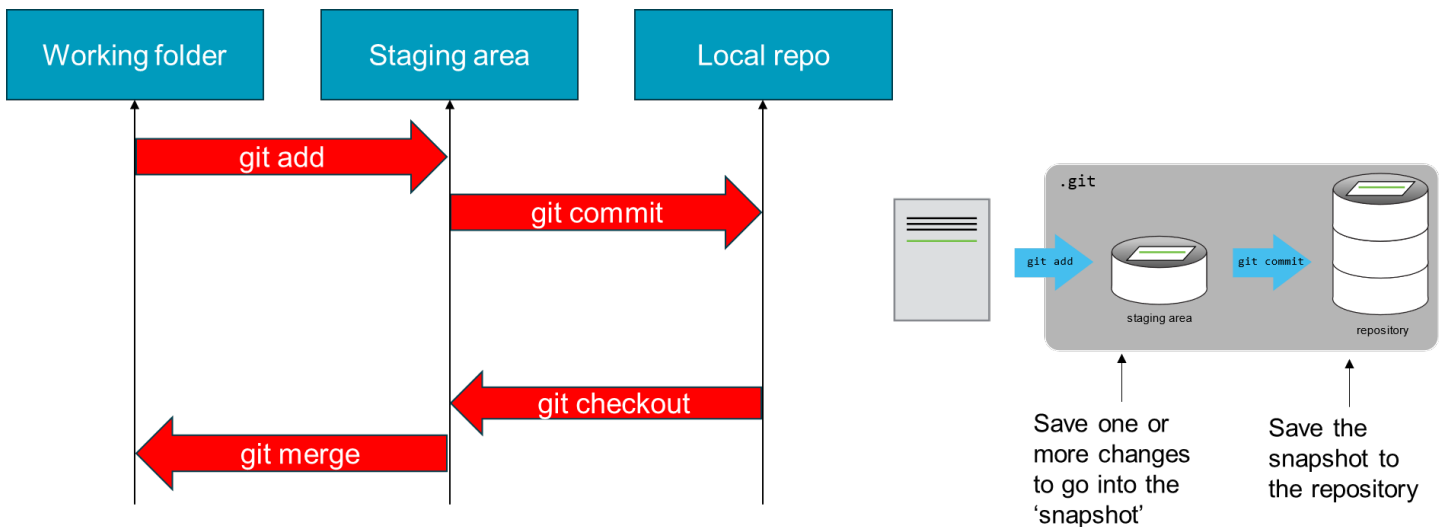 Working folder
Staging area
Local repo
git add
git commit
git checkout
git merge
.git
git add
git commit
staging area
repository
Save one or
more changes
to go into the
‘snapshot’
Save the
snapshot to
the repository